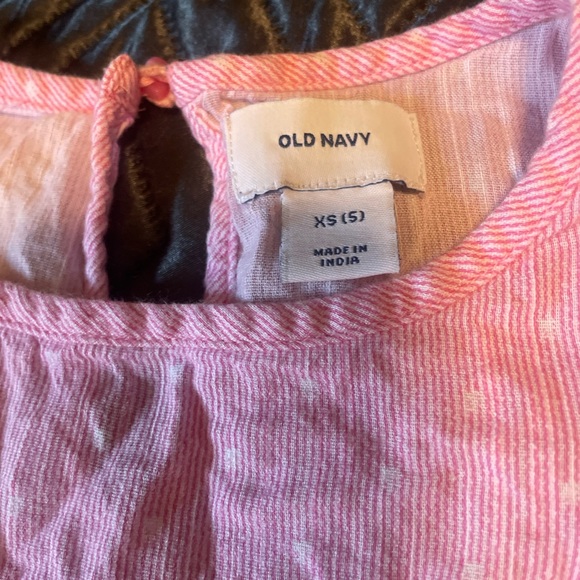 OLD NAVY
XS (5)
MADE IN
INDIA